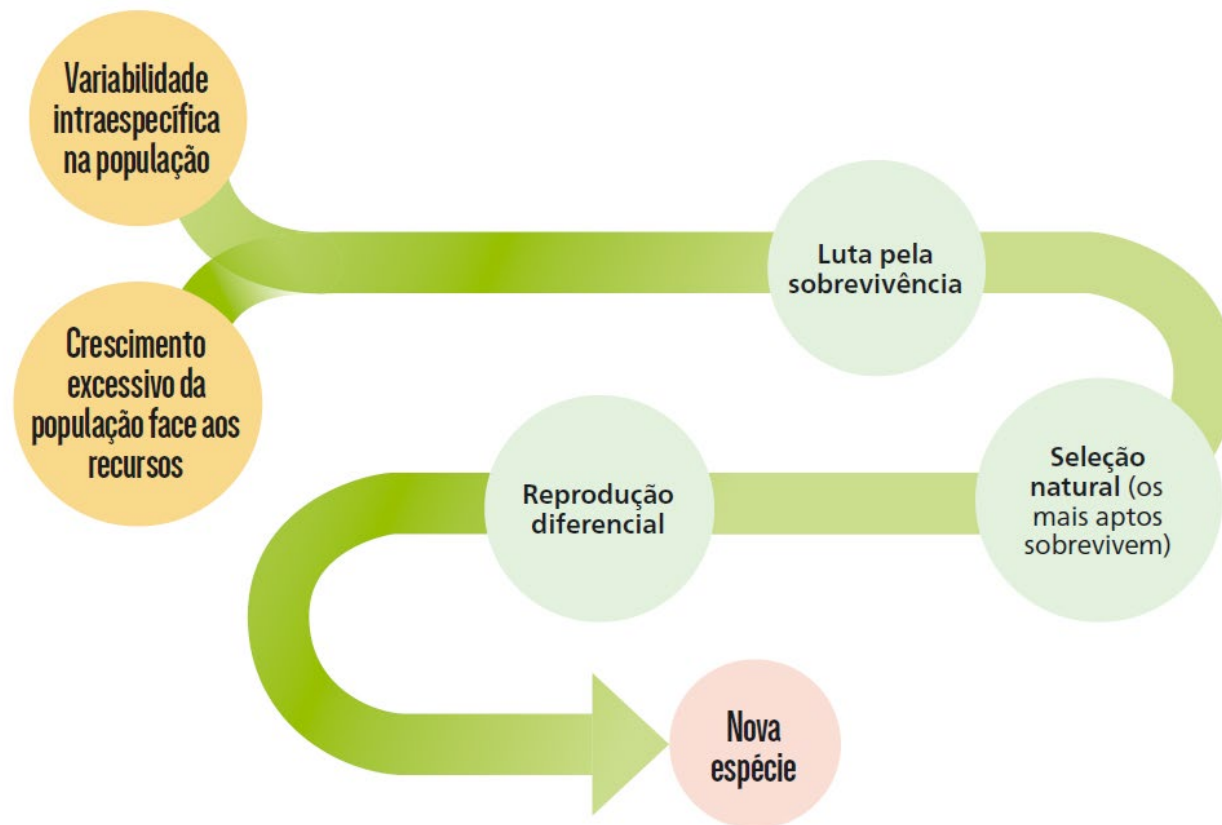 Variabilidade
intraespecífica
na população
Crescimento
excessivo da
população face aos
recursos
Luta pela
sobrevivência
Seleção
natural (os
mais aptos
sobrevivem)
Reprodução
diferencial
Nova
espécie